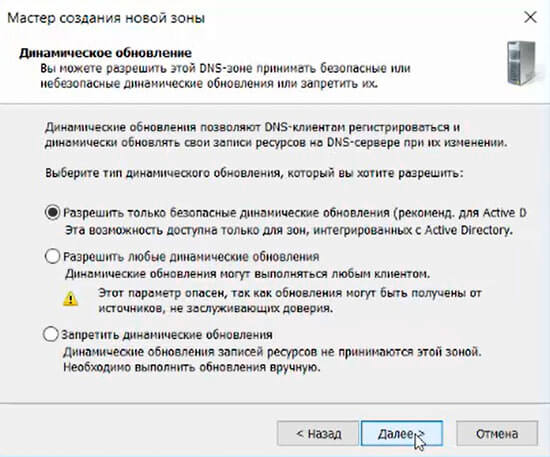 Мастер создания новой зоны
Динамическое обновление
Вы можете разрешить этой DNS-зоне принимать безопасные или
небезопасные динамические обновления или запретить их.
Динамические обновления позволяют DNS-клиентам регистрироваться и
динамически обновлять свои записи ресурсов на DNS-сервере при их изменении.
Выберите тип динамического обновления, который вы хотите разрешить:
Разрешить только безопасные динамические обновления (рекоменд. для Active D
Эта возможность доступна только для зон, интегрированных с Active Directory.
Разрешить любые динамические обновления
Динамические обновления могут выполняться любым клиентом.
Этот параметр опасен, так как обновления могут быть получены от
источников, не заслуживающих доверия.
Запретить динамические обновления
Динамические обновления записей ресурсов не принимаются этой зоной.
Необходимо выполнить обновления вручную.
< Назад
Далее >
Отмена